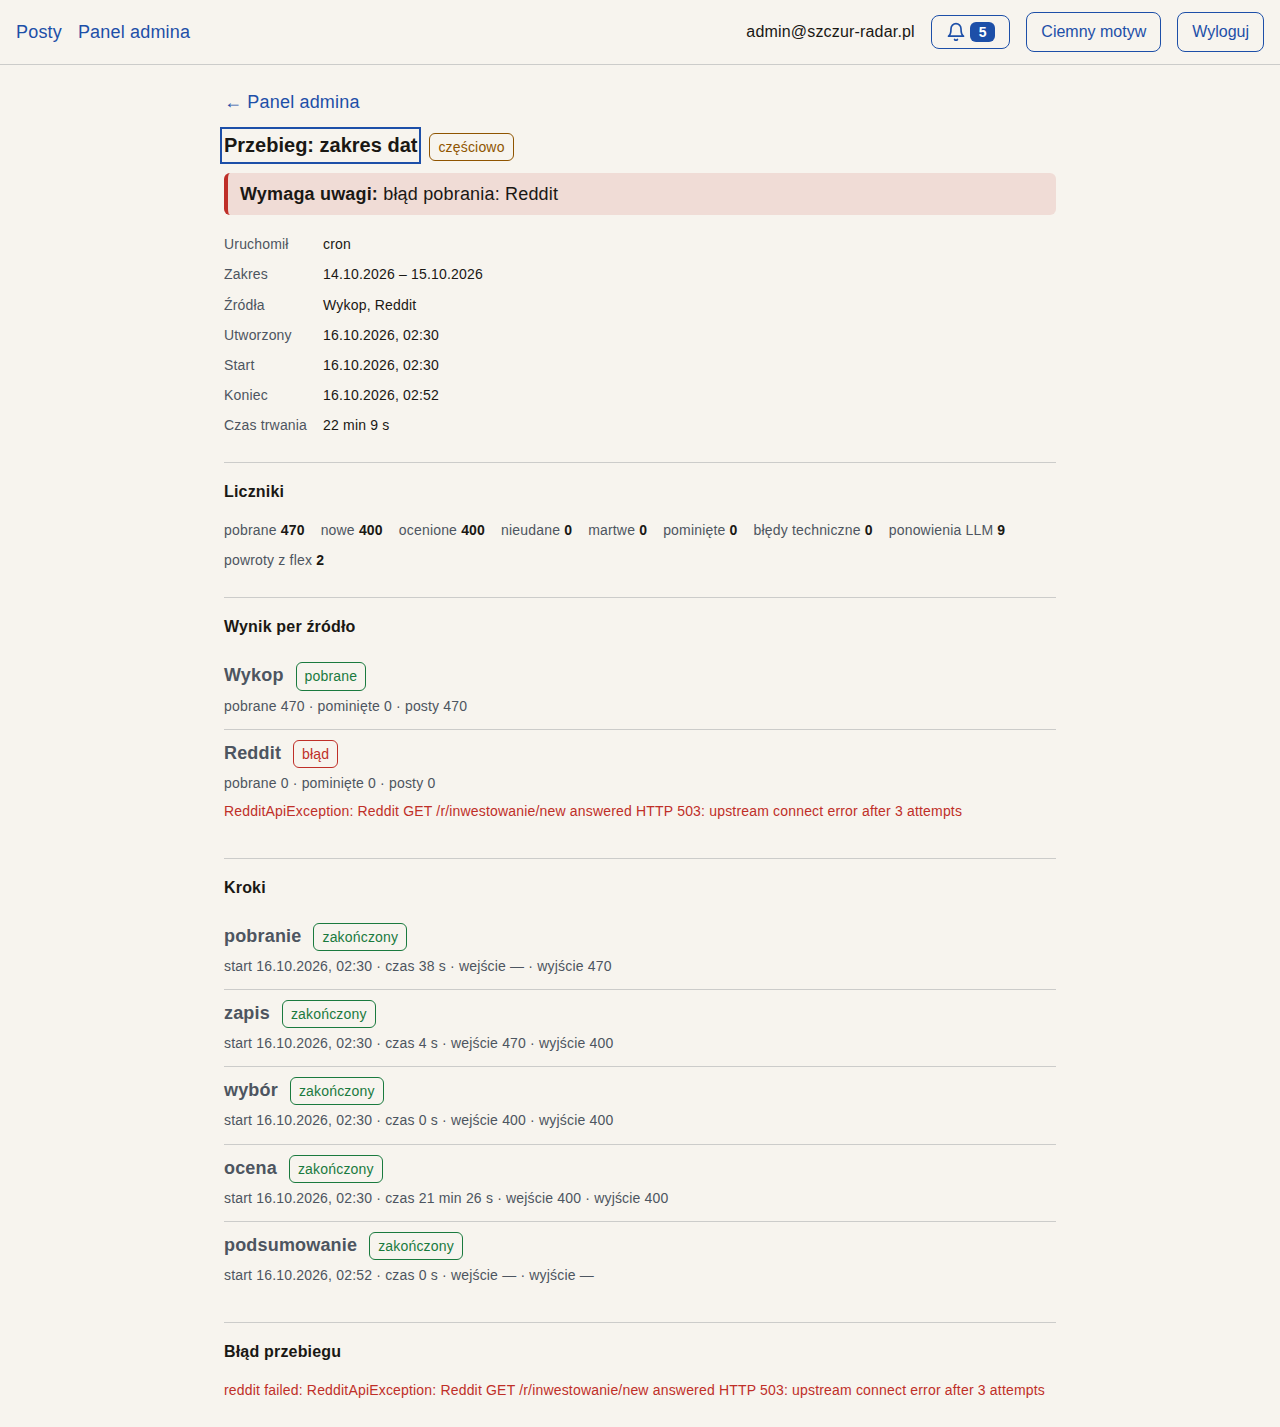 Posty Panel admina admin@szczur-radar.pl 5 Ciemny motyw Wyloguj
← Panel admina
Przebieg: zakres dat częściowo
Wymaga uwagi: błąd pobrania: Reddit
Uruchomił cron
Zakres 14.10.2026 – 15.10.2026
Źródła Wykop, Reddit
Utworzony 16.10.2026, 02:30
Start 16.10.2026, 02:30
Koniec 16.10.2026, 02:52
Czas trwania 22 min 9 s
Liczniki
pobrane 470 nowe 400 ocenione 400 nieudane 0 martwe 0 pominięte 0 błędy techniczne 0 ponowienia LLM 9
powroty z flex 2
Wynik per źródło
Wykop pobrane
pobrane 470 · pominięte 0 · posty 470
Reddit błąd
pobrane 0 · pominięte 0 · posty 0
RedditApiException: Reddit GET /r/inwestowanie/new answered HTTP 503: upstream connect error after 3 attempts
Kroki
pobranie zakończony
start 16.10.2026, 02:30 · czas 38 s · wejście — · wyjście 470
zapis zakończony
start 16.10.2026, 02:30 · czas 4 s · wejście 470 · wyjście 400
wybór zakończony
start 16.10.2026, 02:30 · czas 0 s · wejście 400 · wyjście 400
ocena zakończony
start 16.10.2026, 02:30 · czas 21 min 26 s · wejście 400 · wyjście 400
podsumowanie zakończony
start 16.10.2026, 02:52 · czas 0 s · wejście — · wyjście —
Błąd przebiegu
reddit failed: RedditApiException: Reddit GET /r/inwestowanie/new answered HTTP 503: upstream connect error after 3 attempts